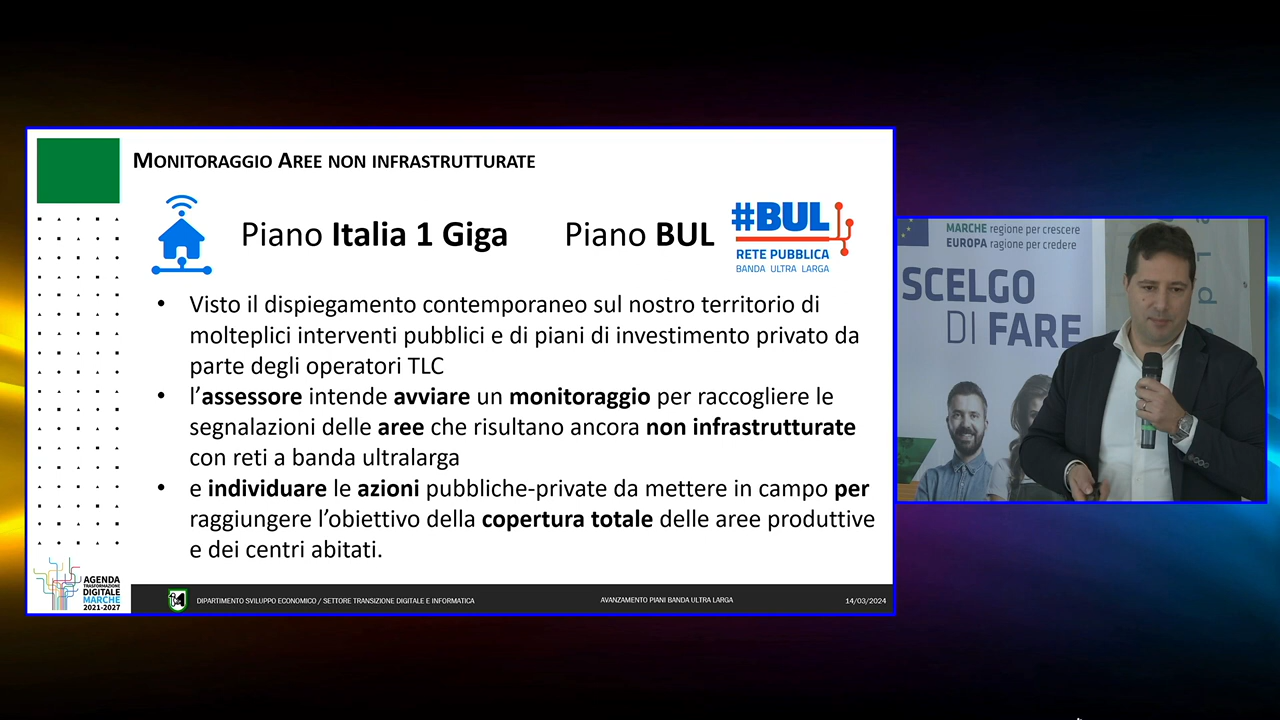 MONITORAGGIO AREE NON INFRASTRUTTURATE
Piano Italia 1 Giga
Piano BUL
#BUL
RETE PUBBLICA
BANDA ULTRA LARGA
• Visto il dispiegamento contemporaneo sul nostro territorio di
molteplici interventi pubblici e di piani di investimento privato da
parte degli operatori TLC
• l'assessore intende avviare un monitoraggio per raccogliere le
segnalazioni delle aree che risultano ancora non infrastrutturate
con reti a banda ultralarga
• e individuare le azioni pubbliche-private da mettere in campo per
raggiungere l'obiettivo della copertura totale delle aree produttive
e dei centri abitati.
AGENDA
TRASFORMAZIONE
DIGITALE
MARCHE
2021-2027
DIPARTIMENTO SVILUPPO ECONOMICO / SETTORE TRANSIZIONE DIGITALE E INFORMATICA
AVANZAMENTO PIANI BANDA ULTRA LARGA
14/03/2024
MARCHE regione per crescere
EUROPA ragione per credere
SCELGO
DI FARE